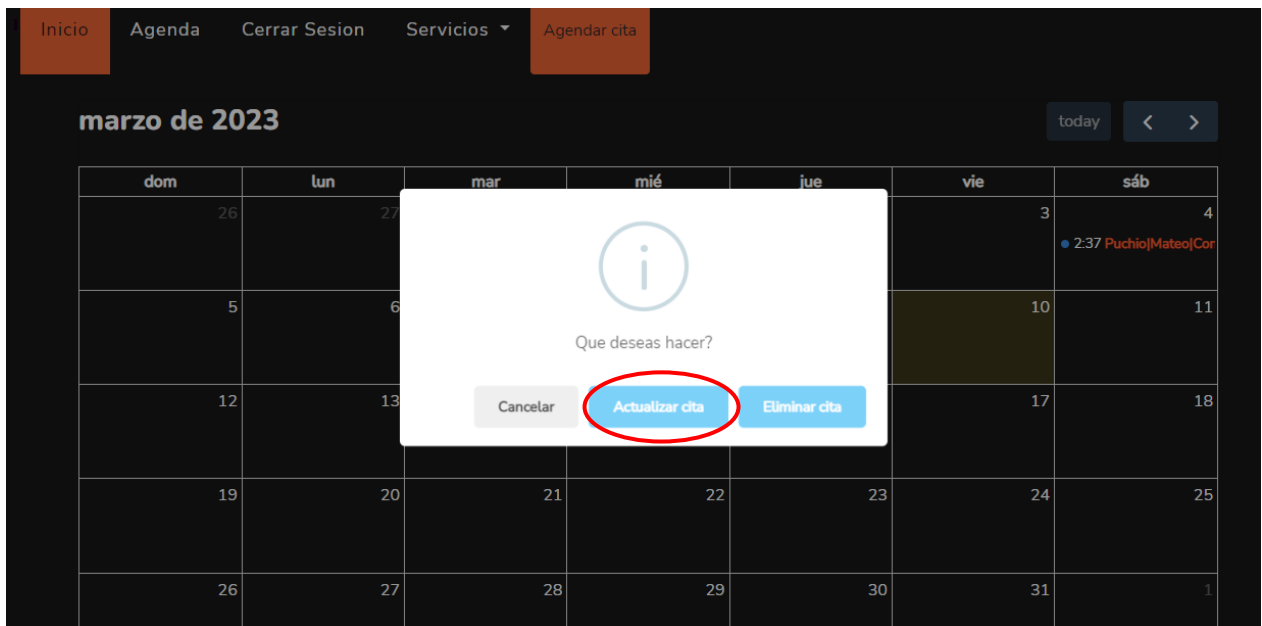 Inicio Agenda Cerrar Sesion Servicios Agendar cita
marzo de 2023 today
dom lun mar mié jue vie sáb
26 27 3 4
2:37 Puchio|Mateo|Cor
5 6 10 11
Que deseas hacer?
12 13 17 18
Cancelar Actualizar cita Eliminar cita
19 20 21 22 23 24 25
26 27 28 29 30 31 1